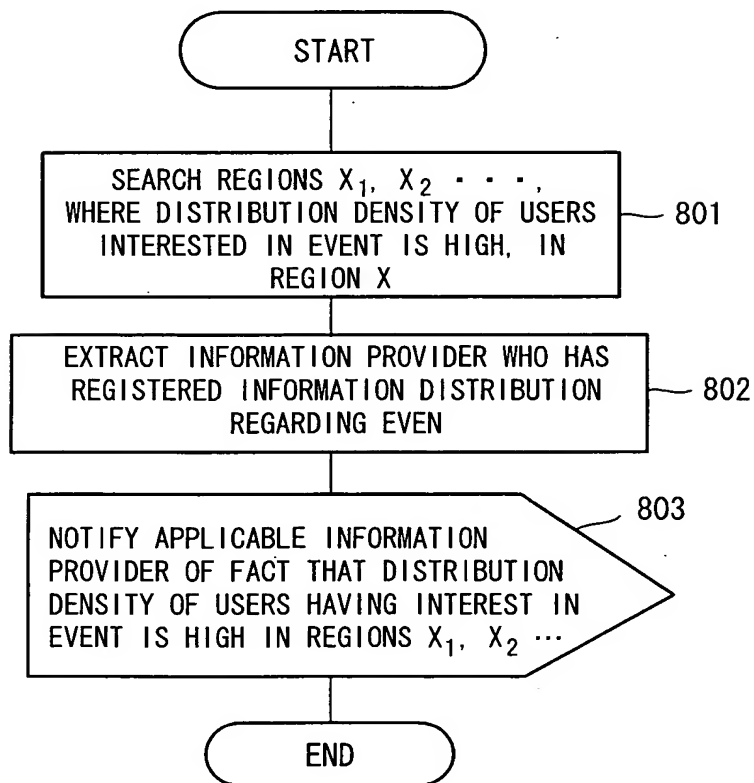 START
SEARCH REGIONS X₁, X₂ · · ·,
WHERE DISTRIBUTION DENSITY OF USERS
INTERESTED IN EVENT IS HIGH, IN
REGION X
801
EXTRACT INFORMATION PROVIDER WHO HAS
REGISTERED INFORMATION DISTRIBUTION
REGARDING EVEN
802
803
NOTIFY APPLICABLE INFORMATION
PROVIDER OF FACT THAT DISTRIBUTION
DENSITY OF USERS HAVING INTEREST IN
EVENT IS HIGH IN REGIONS X₁, X₂ ···
END